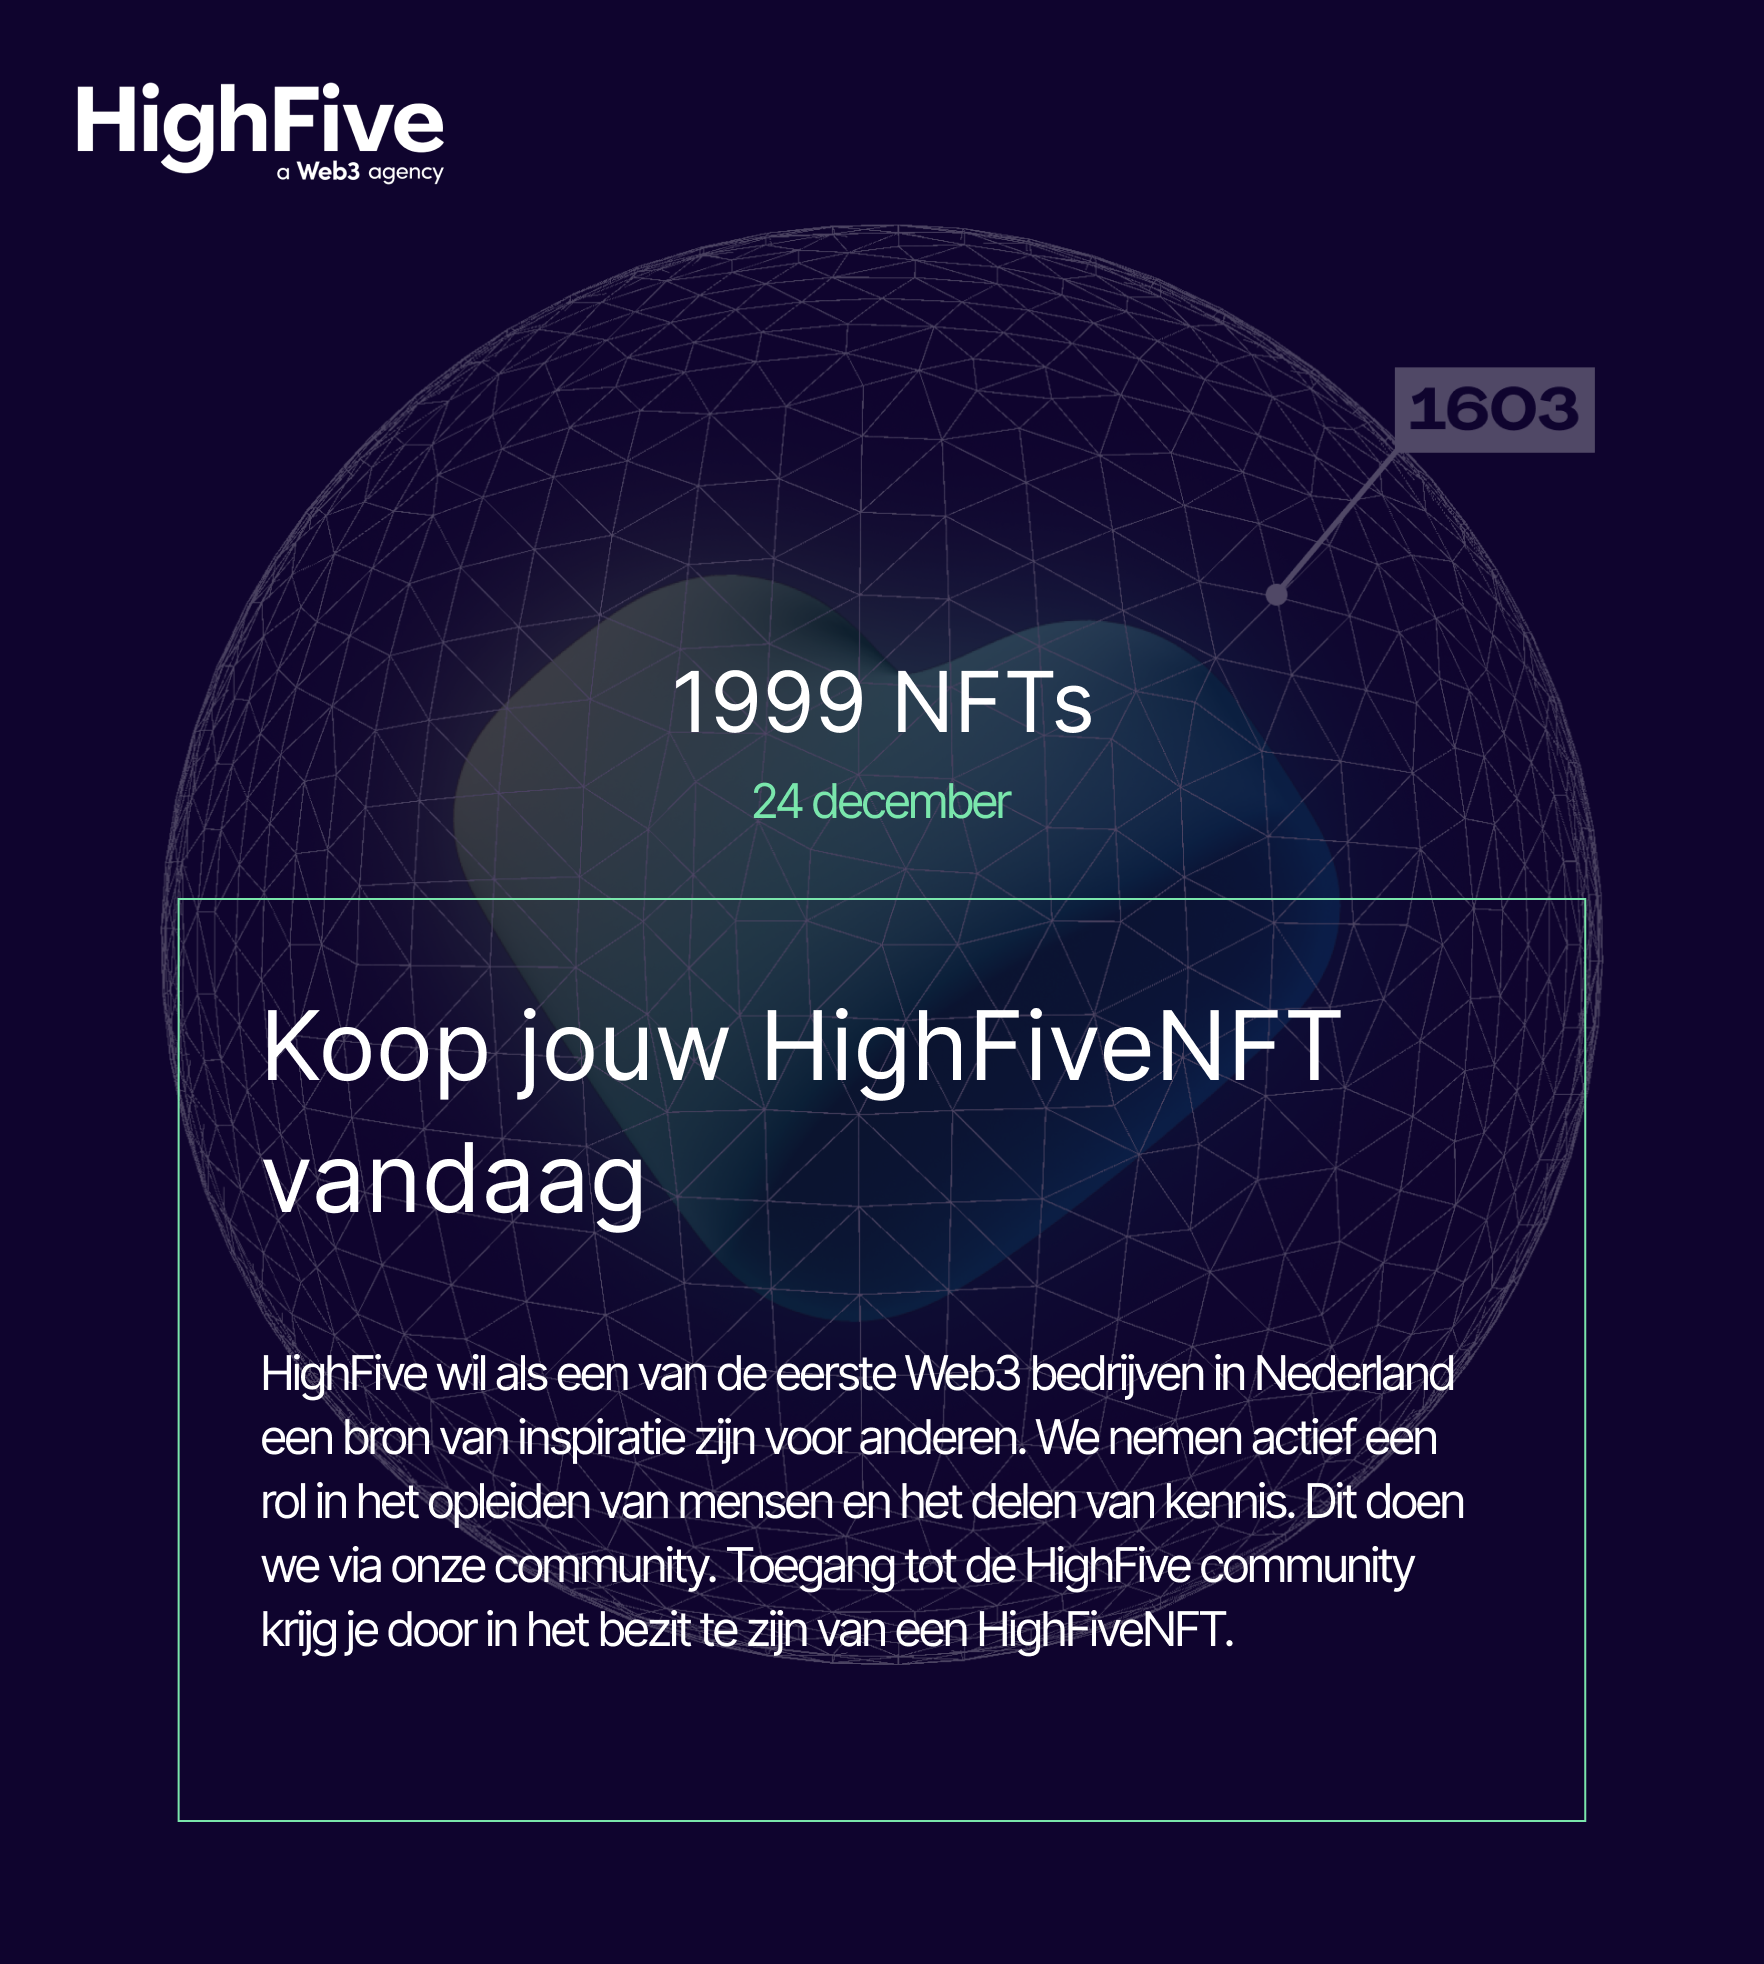 HighFive
a Web3 agency
1603
1999 NFTs
24 december
Koop jouw HighFiveNFT
vandaag
HighFive wil als een van de eerste Web3 bedrijven in Nederland
een bron van inspiratie zijn voor anderen. We nemen actief een
rol in het opleiden van mensen en het delen van kennis. Dit doen
we via onze community. Toegang tot de HighFive community
krijg je door in het bezit te zijn van een HighFiveNFT.